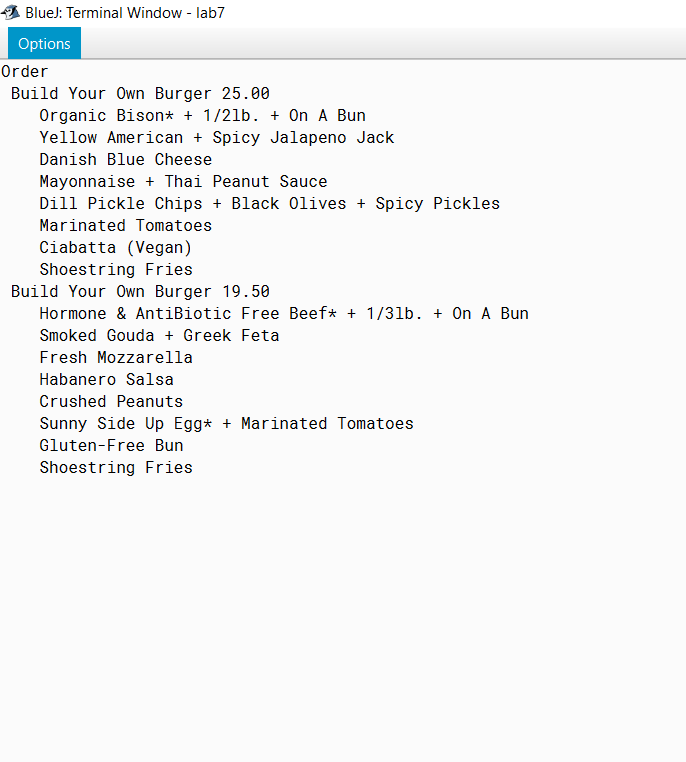 BlueJ: Terminal Window - lab7
Options
Order
Build Your Own Burger 25.00
Organic Bison* + 1/2lb. + On A Bun
Yellow American + Spicy Jalapeno Jack
Danish Blue Cheese
Mayonnaise + Thai Peanut Sauce
Dill Pickle Chips + Black Olives + Spicy Pickles
Marinated Tomatoes
Ciabatta (Vegan)
Shoestring Fries
Build Your Own Burger 19.50
Hormone & AntiBiotic Free Beef* + 1/3lb. + On A Bun
Smoked Gouda + Greek Feta
Fresh Mozzarella
Habanero Salsa
Crushed Peanuts
Sunny Side Up Egg* + Marinated Tomatoes
Gluten-Free Bun
Shoestring Fries